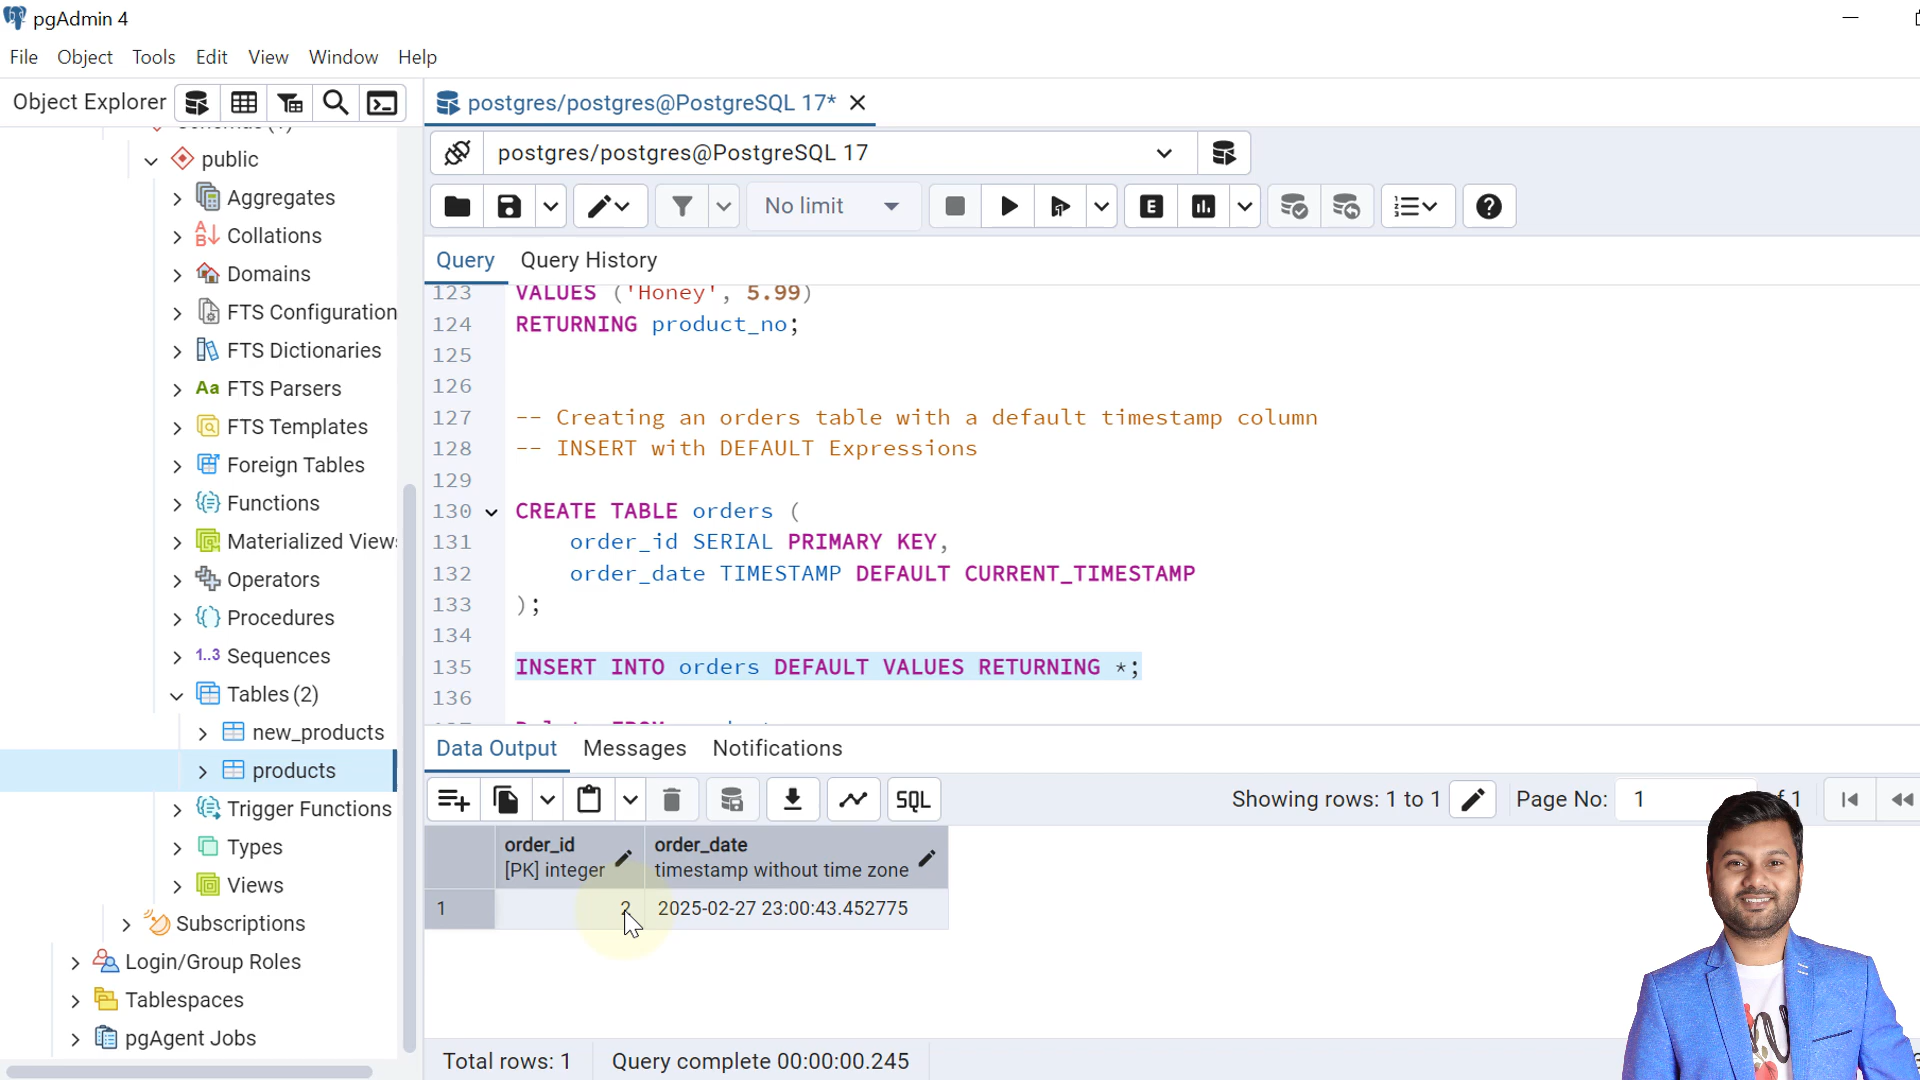 pgAdmin 4
File Object Tools Edit View Window Help
Object Explorer
postgres/postgres@PostgreSQL 17*
postgres/postgres@PostgreSQL 17
No limit
E
Query Query History
public
Aggregates
Collations
Domains
FTS Configuration
FTS Dictionaries
Aa FTS Parsers
FTS Templates
Foreign Tables
Functions
Materialized View
Operators
Procedures
1..3 Sequences
Tables (2)
new_products
products
Trigger Functions
Types
Views
Subscriptions
Login/Group Roles
Tablespaces
pgAgent Jobs
123 VALUES ('Honey', 5.99)
124 RETURNING product_no;
125
126
127 -- Creating an orders table with a default timestamp column
128 -- INSERT with DEFAULT Expressions
129
130 CREATE TABLE orders (
131 order_id SERIAL PRIMARY KEY,
132 order_date TIMESTAMP DEFAULT CURRENT_TIMESTAMP
133 );
134
135 INSERT INTO orders DEFAULT VALUES RETURNING *;
136
Data Output Messages Notifications
SQL
Showing rows: 1 to 1
Page No: 1 of 1
order_id order_date
[PK] integer timestamp without time zone
1 2 2025-02-27 23:00:43.452775
Total rows: 1 Query complete 00:00:00.245